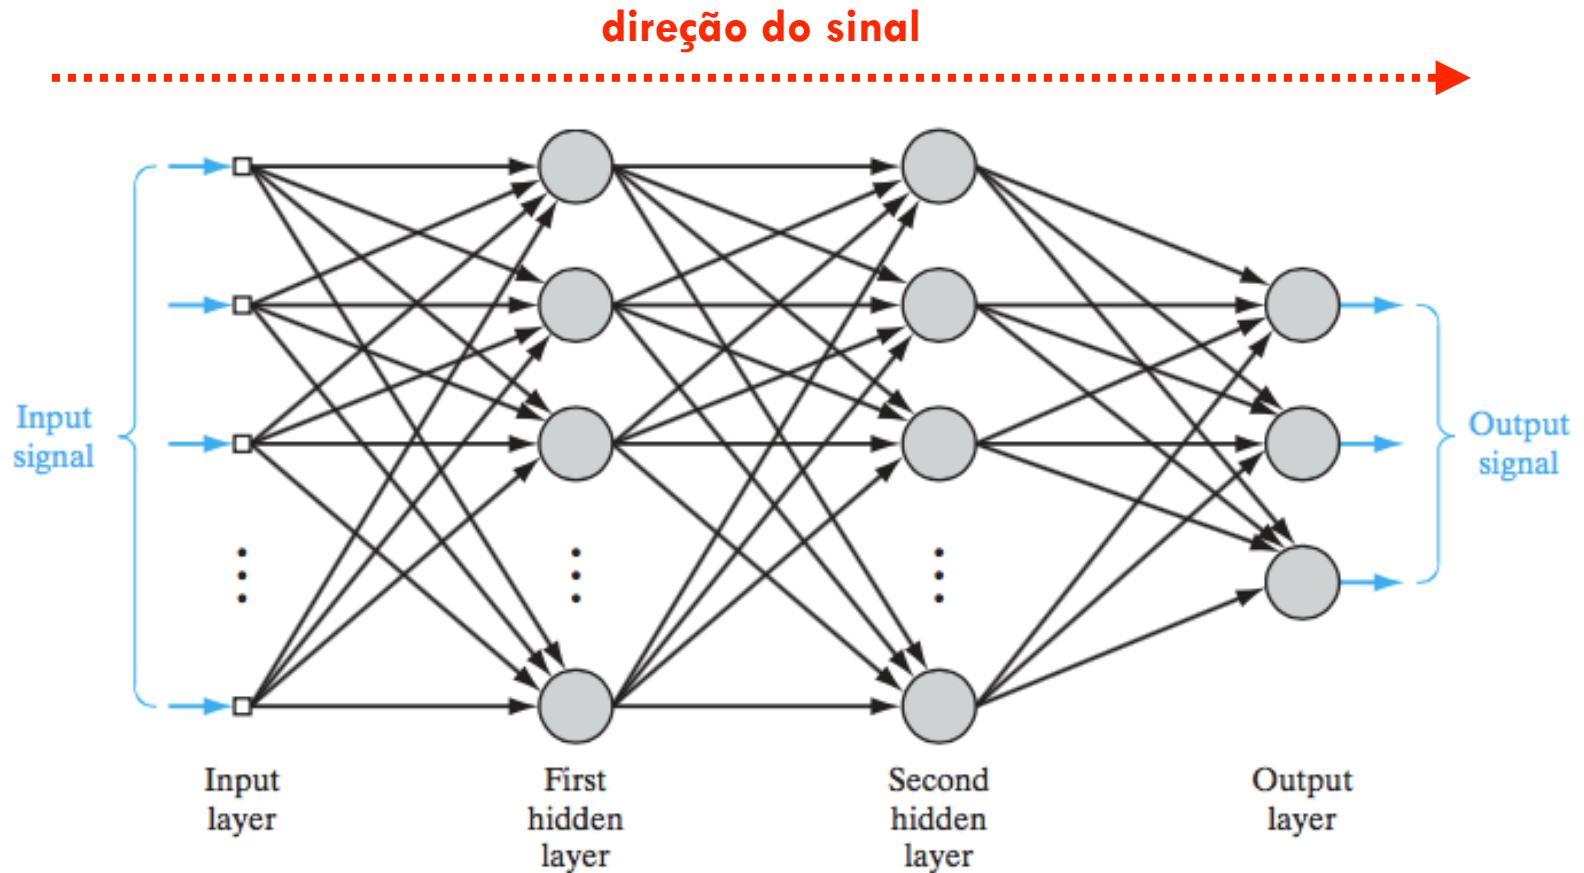 direção do sinal
Input
signal
Output
signal
Input
layer
First
hidden
layer
Second
hidden
layer
Output
layer